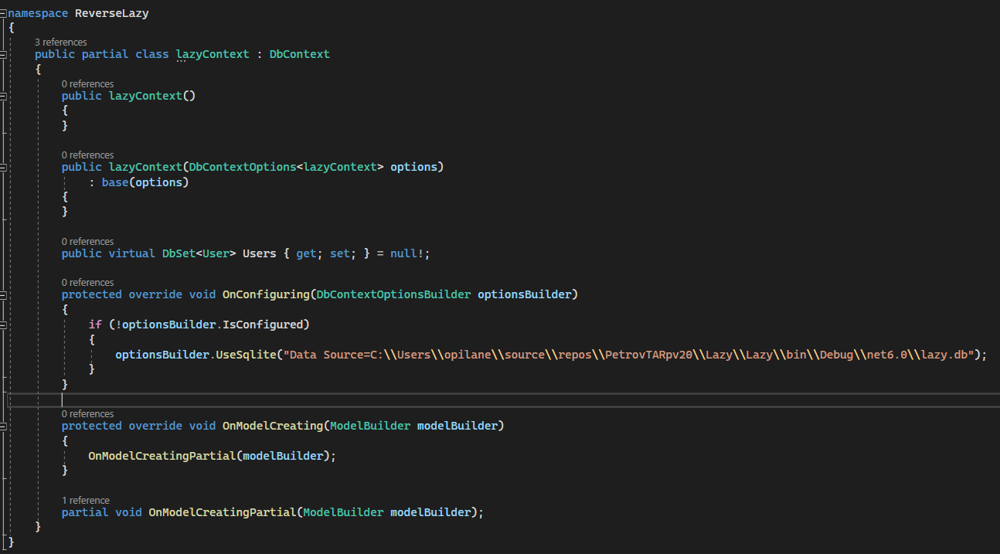 namespace ReverseLazy
{
3 references
public partial class lazyContext : DbContext
{
0 references
public lazyContext()
{
}
0 references
public lazyContext(DbContextOptions<lazyContext> options)
: base(options)
{
}
0 references
public virtual DbSet<User> Users { get; set; } = null!;
0 references
protected override void OnConfiguring(DbContextOptionsBuilder optionsBuilder)
{
if (!optionsBuilder.IsConfigured)
{
optionsBuilder.UseSqlite("Data Source=C:\\Users\\opilane\\source\\repos\\PetrovTARpv20\\Lazy\\Lazy\\bin\\Debug\\net6.0\\lazy.db");
}
}
0 references
protected override void OnModelCreating(ModelBuilder modelBuilder)
{
OnModelCreatingPartial(modelBuilder);
}
1 reference
partial void OnModelCreatingPartial(ModelBuilder modelBuilder);
}
}